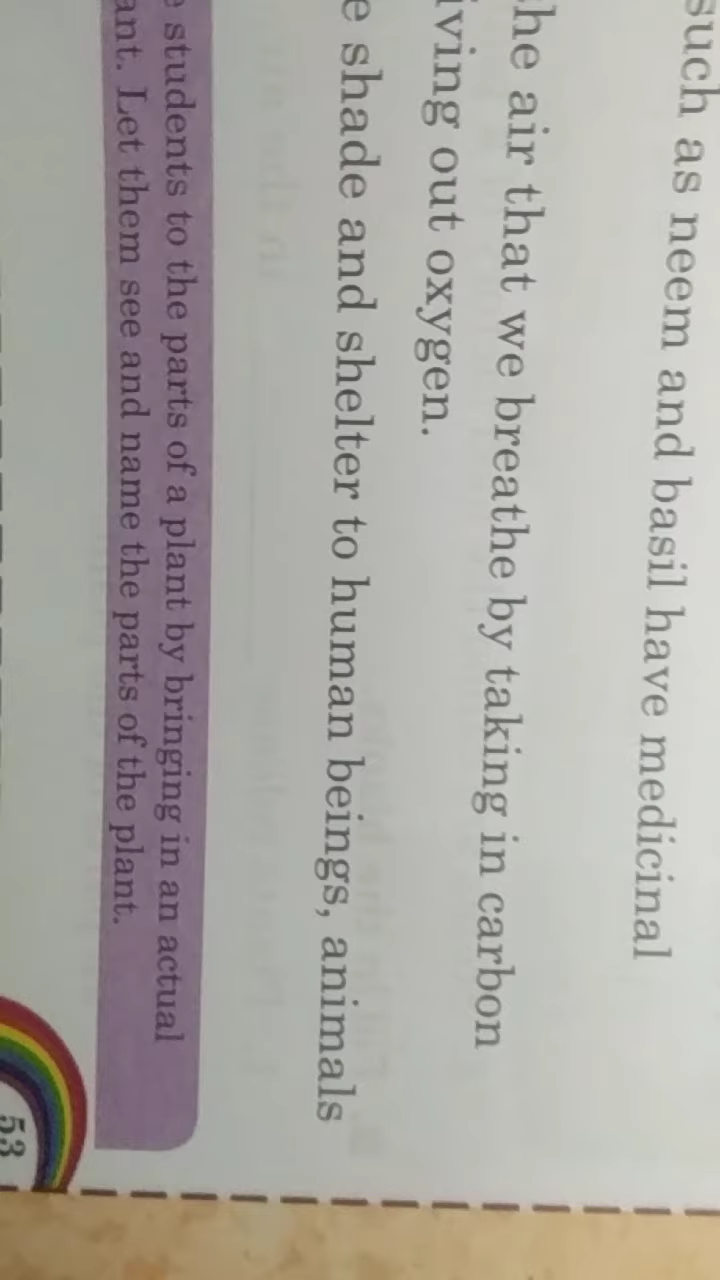 such as neem and basil have medicinal
he air that we breathe by taking in carbon
iving out oxygen.
e shade and shelter to human beings, animals
e students to the parts of a plant by bringing in an actual
ant. Let them see and name the parts of the plant.
53